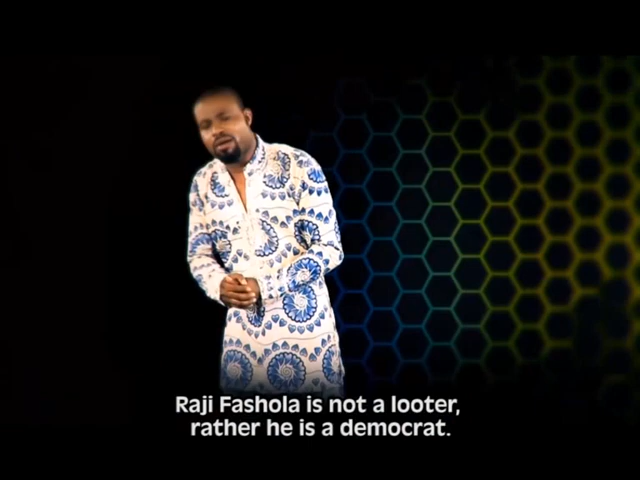 Raji Fashola is not a looter,
rather he is a democrat.